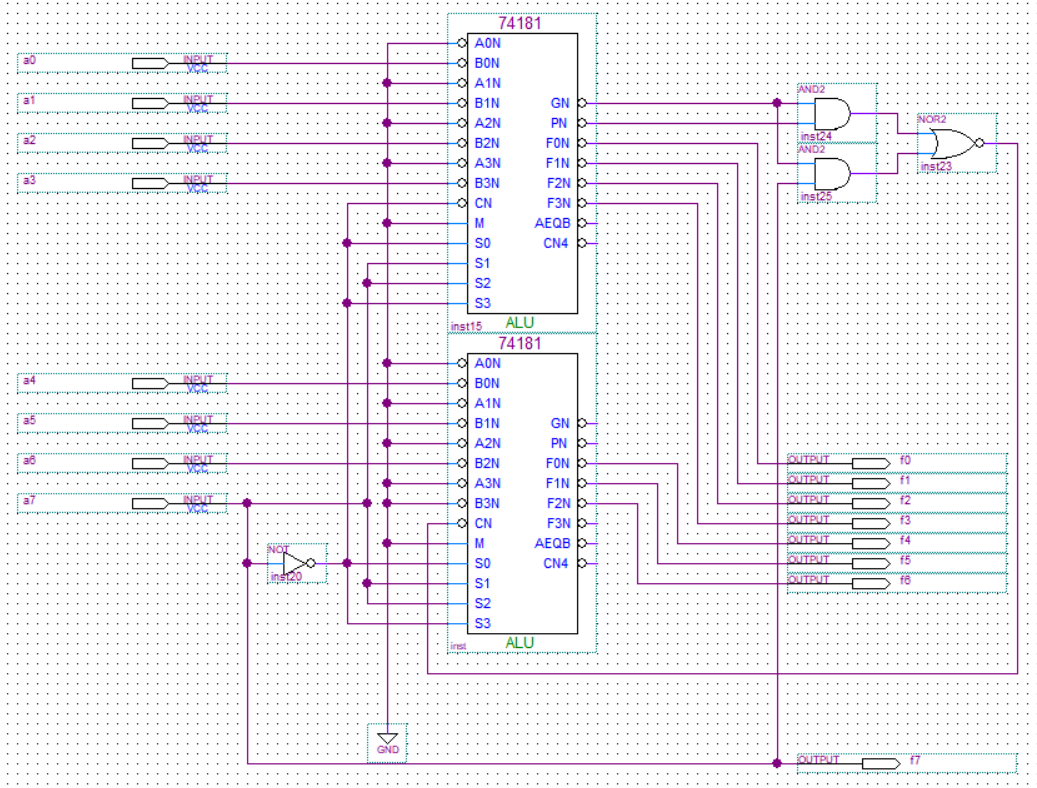 74181
a0 INPUT VCC
a1 INPUT VCC
a2 INPUT VCC
a3 INPUT VCC
A0N
B0N
A1N
B1N
A2N
B2N
A3N
B3N
CN
M
S0
S1
S2
S3
GN
PN
F0N
F1N
F2N
F3N
AEQB
CN4
inst15 ALU
AND2
inst24
AND2
inst25
NOR2
inst23
74181
a4 INPUT VCC
a5 INPUT VCC
a6 INPUT VCC
a7 INPUT VCC
NOT
inst20
A0N
B0N
A1N
B1N
A2N
B2N
A3N
B3N
CN
M
S0
S1
S2
S3
GN
PN
F0N
F1N
F2N
F3N
AEQB
CN4
inst ALU
OUTPUT f0
OUTPUT f1
OUTPUT f2
OUTPUT f3
OUTPUT f4
OUTPUT f5
OUTPUT f6
GND
OUTPUT f7